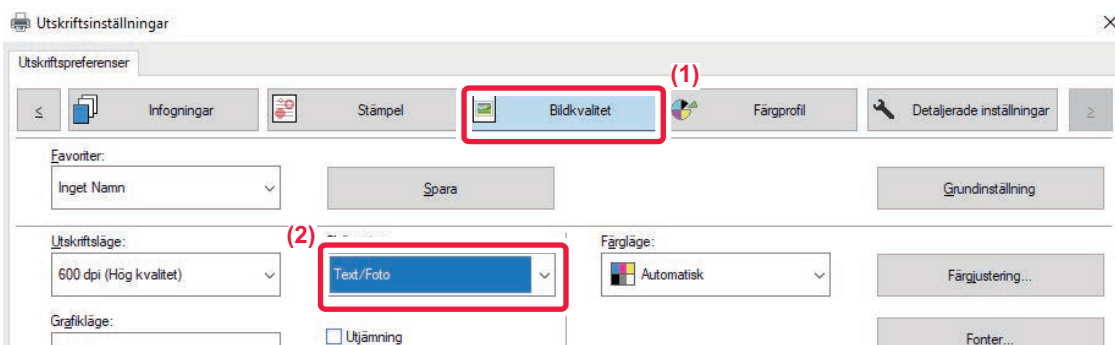 Utskriftsinställningar
Utskriftspreferenser
(1)
< Infogningar Stämpel Bildkvalitet Färgprofil Detaljerade inställningar >
Favoriter:
Inget Namn Spara Grundinställning
Utskriftsläge: (2) Färgläge:
600 dpi (Hög kvalitet) Text/Foto Automatisk Färgjustering...
Grafikläge:
Utjämning Fonter...